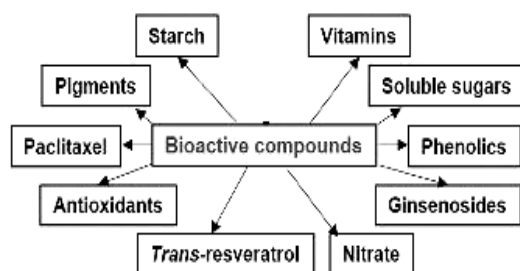 Starch
Vitamins
Pigments
Soluble sugars
Paclitaxel
Bioactive compounds
Phenolics
Antioxidants
Ginsenosides
Trans-resveratrol
Nitrate